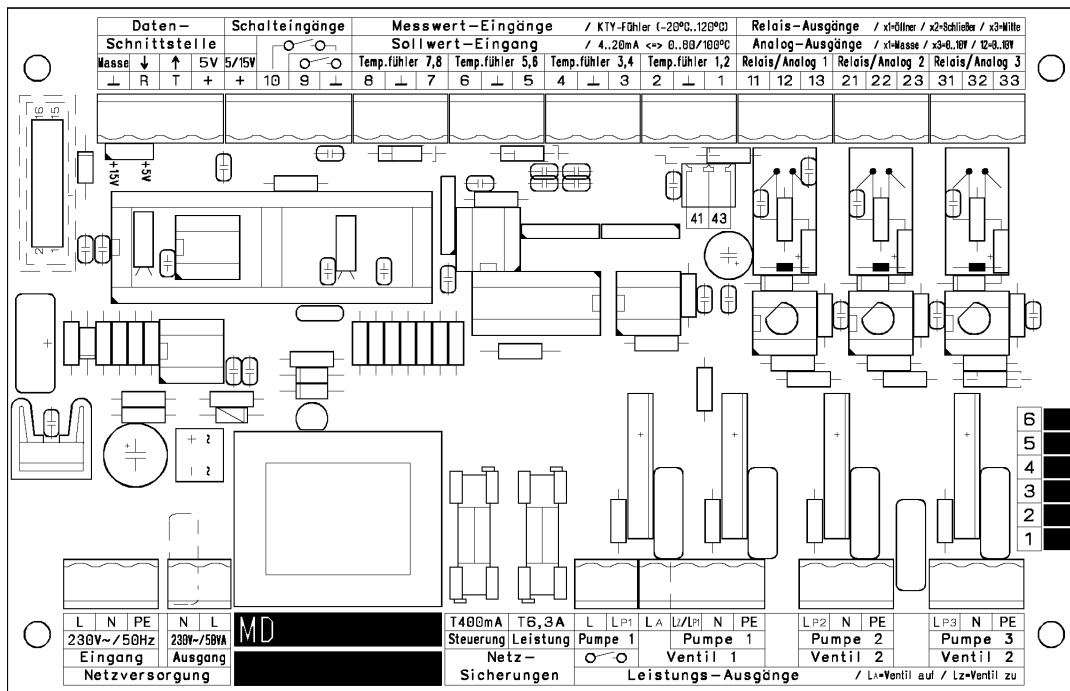 Daten- Schalteingänge Messwert-Eingänge / KTY-Fühler (-20°C..120°C) Relais-Ausgänge / x1=Öffner / x2=Schließer / x3=Mitte
Schnittstelle Sollwert-Eingang / 4..20mA <=> 0..80/100°C Analog-Ausgänge / x1=Masse / x3=0..10V / 12=0..10V
Masse ↓ ↑ 5V 5/15V Temp.fühler 7,8 Temp.fühler 5,6 Temp.fühler 3,4 Temp.fühler 1,2 Relais/Analog 1 Relais/Analog 2 Relais/Analog 3
⊥ R T + + 10 9 ⊥ 8 ⊥ 7 6 ⊥ 5 4 ⊥ 3 2 ⊥ 1 11 12 13 21 22 23 31 32 33
16 15
+15V +5V
41 43
2 1
6
5
4
3
2
1
L N PE N L MD T400mA T6,3A L LP1 LA LZ/LP1 N PE LP2 N PE LP3 N PE
230V~/50Hz 230V~/50VA Steuerung Leistung Pumpe 1 Pumpe 1 Pumpe 2 Pumpe 3
Eingang Ausgang Netz- Ventil 1 Ventil 2 Ventil 2
Netzversorgung Sicherungen Leistungs-Ausgänge / LA=Ventil auf / LZ=Ventil zu